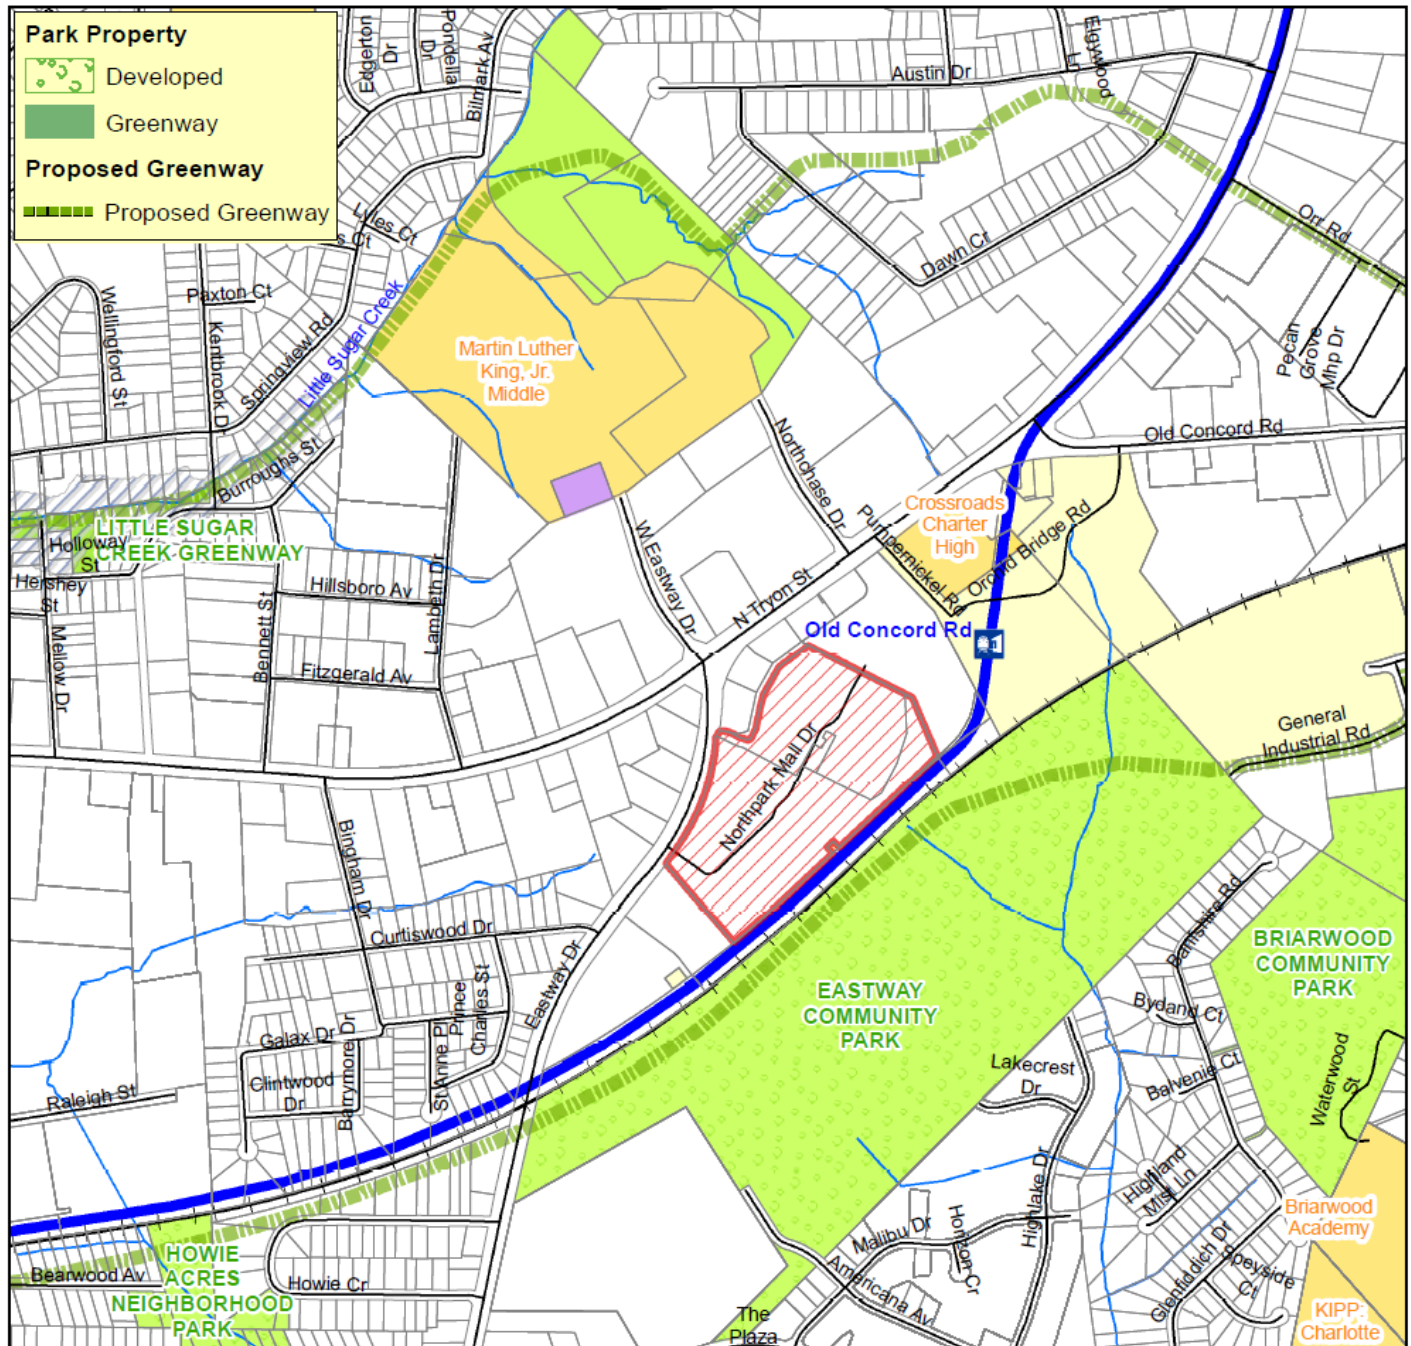 Park Property
Developed
Greenway
Proposed Greenway
Proposed Greenway
Edgerton
Dr
Pondella
Dr
Bilmark Av
Austin Dr
Elgywood
Ln
Lyles Ct
s Ct
Orr Rd
Dawn Cr
Paxton Ct
Wellingford St
Kentbrook Dr
Springview Rd
Little Sugar Creek
Martin Luther
King, Jr.
Middle
Pecan
Grove
Mhp Dr
Old Concord Rd
Northchase Dr
Burroughs St
LITTLE SUGAR
CREEK GREENWAY
Holloway
St
Hershey
St
Mellow Dr
Hillsboro Av
Bennett St
Lambeth Dr
Fitzgerald Av
W Eastway Dr
N Tryon St
Pumpernickel Rd
Crossroads
Charter
High
Orchid Bridge Rd
Old Concord Rd
Northpark Mall Dr
General
Industrial Rd
Bingham Dr
Curtiswood Dr
Eastway Dr
Prince
Charles St
St Anne Pl
Galax Dr
Barrymore Dr
Clintwood
Dr
Raleigh St
EASTWAY
COMMUNITY
PARK
Banfshire Rd
BRIARWOOD
COMMUNITY
PARK
Bydand Ct
Balvenie Ct
Waterwood
St
Lakecrest
Dr
Highlake Dr
Highland
Mist Ln
Briarwood
Academy
Glenfiddich Dr
Speyside
Ct
KIPP:
Charlotte
Malibu Dr
Horizon Cr
Americana Av
The
Plaza
HOWIE
ACRES
NEIGHBORHOOD
PARK
Bearwood Av
Howie Cr